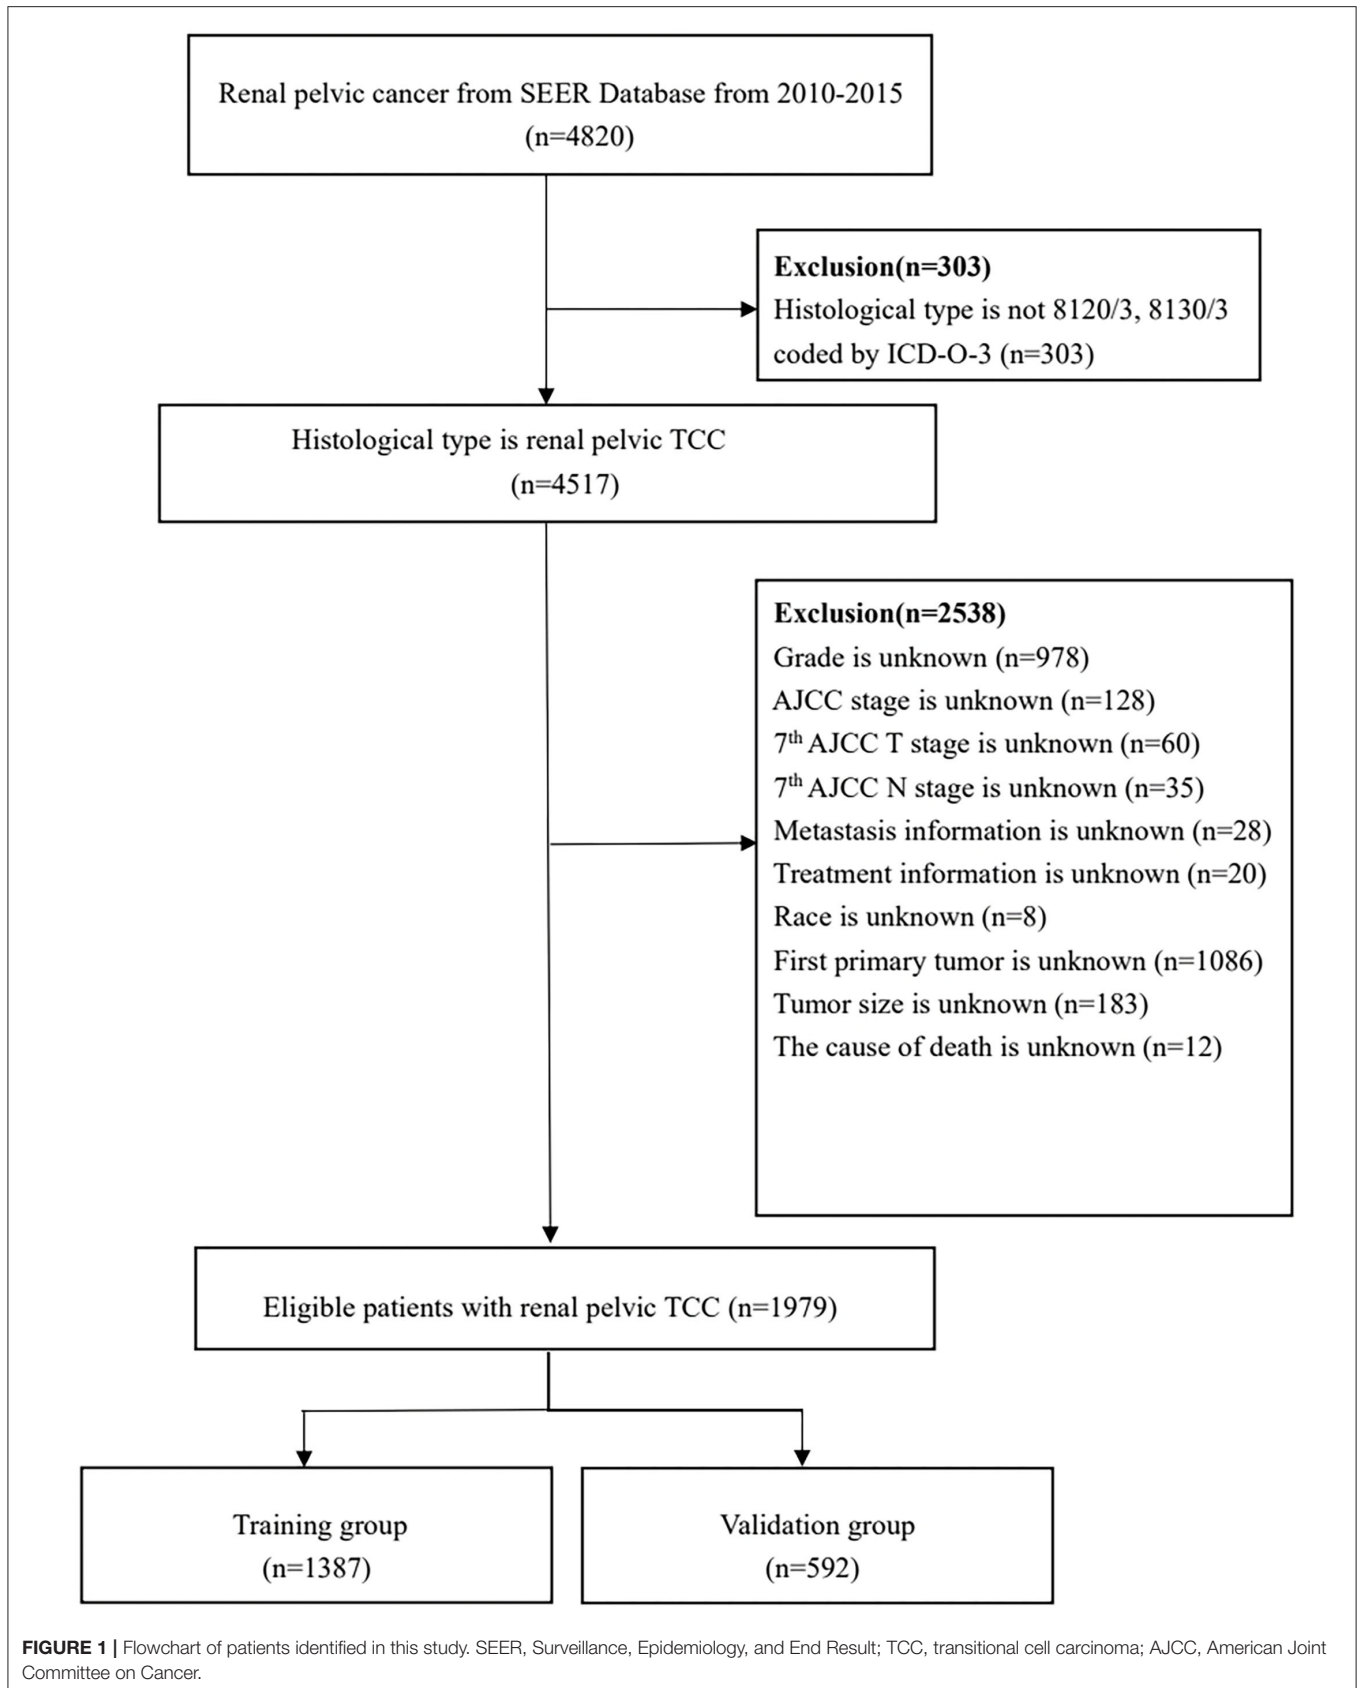 Renal pelvic cancer from SEER Database from 2010-2015
(n=4820)
Exclusion(n=303)
Histological type is not 8120/3, 8130/3
coded by ICD-O-3 (n=303)
Histological type is renal pelvic TCC
(n=4517)
Exclusion(n=2538)
Grade is unknown (n=978)
AJCC stage is unknown (n=128)
7th AJCC T stage is unknown (n=60)
7th AJCC N stage is unknown (n=35)
Metastasis information is unknown (n=28)
Treatment information is unknown (n=20)
Race is unknown (n=8)
First primary tumor is unknown (n=1086)
Tumor size is unknown (n=183)
The cause of death is unknown (n=12)
Eligible patients with renal pelvic TCC (n=1979)
Training group
(n=1387)
Validation group
(n=592)
FIGURE 1 | Flowchart of patients identified in this study. SEER, Surveillance, Epidemiology, and End Result; TCC, transitional cell carcinoma; AJCC, American Joint
Committee on Cancer.